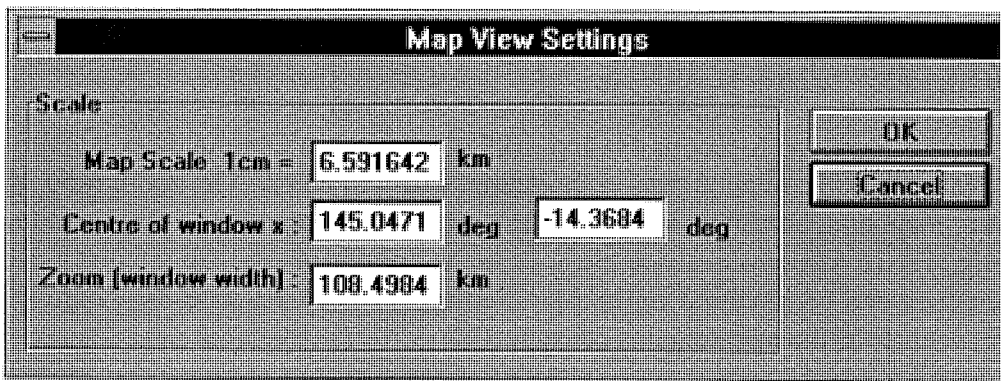 Map View Settings
Scale
Map Scale 1cm = 6.591642 km
Centre of window x : 145.0471 deg -14.3684 deg
Zoom (window width) : 108.4984 km
OK
Cancel